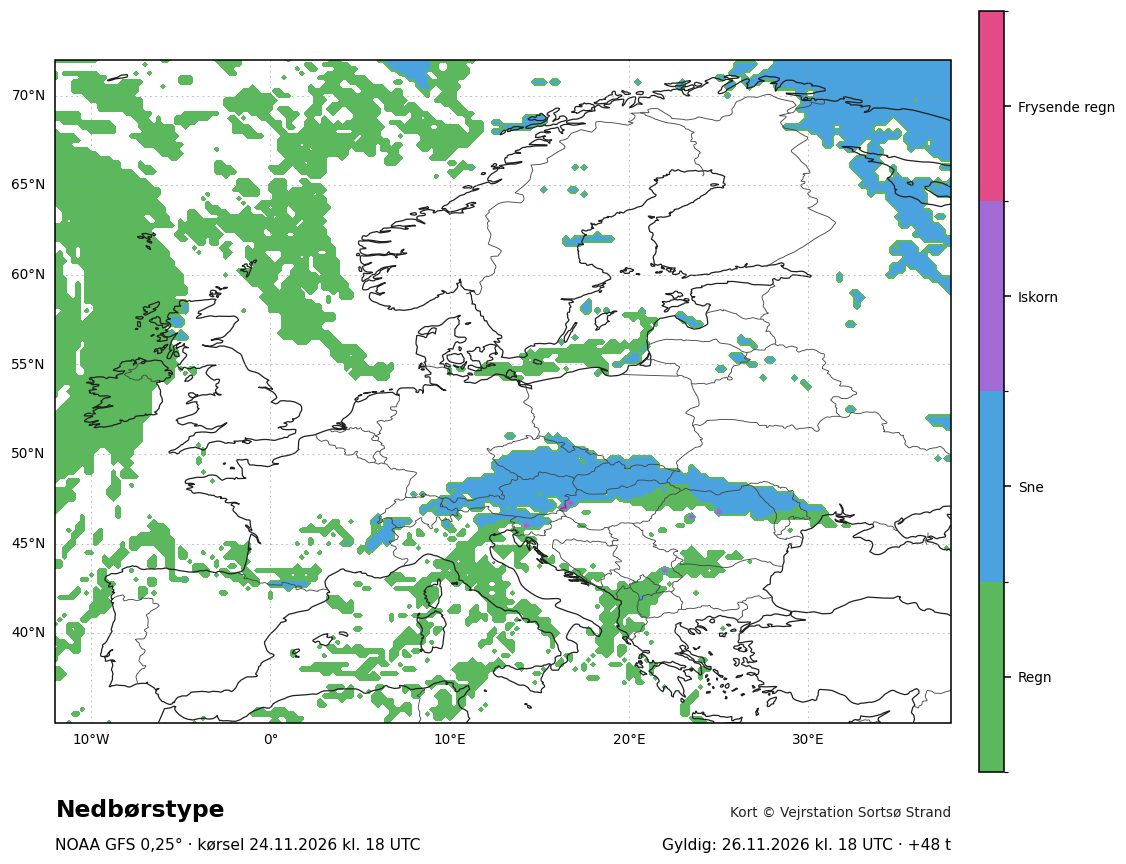 70°N
65°N
60°N
55°N
50°N
45°N
40°N
10°W
0°
10°E
20°E
30°E
Frysende regn
Iskorn
Sne
Regn
Nedbørstype
Kort © Vejrstation Sortsø Strand
NOAA GFS 0,25° · kørsel 24.11.2026 kl. 18 UTC
Gyldig: 26.11.2026 kl. 18 UTC · +48 t